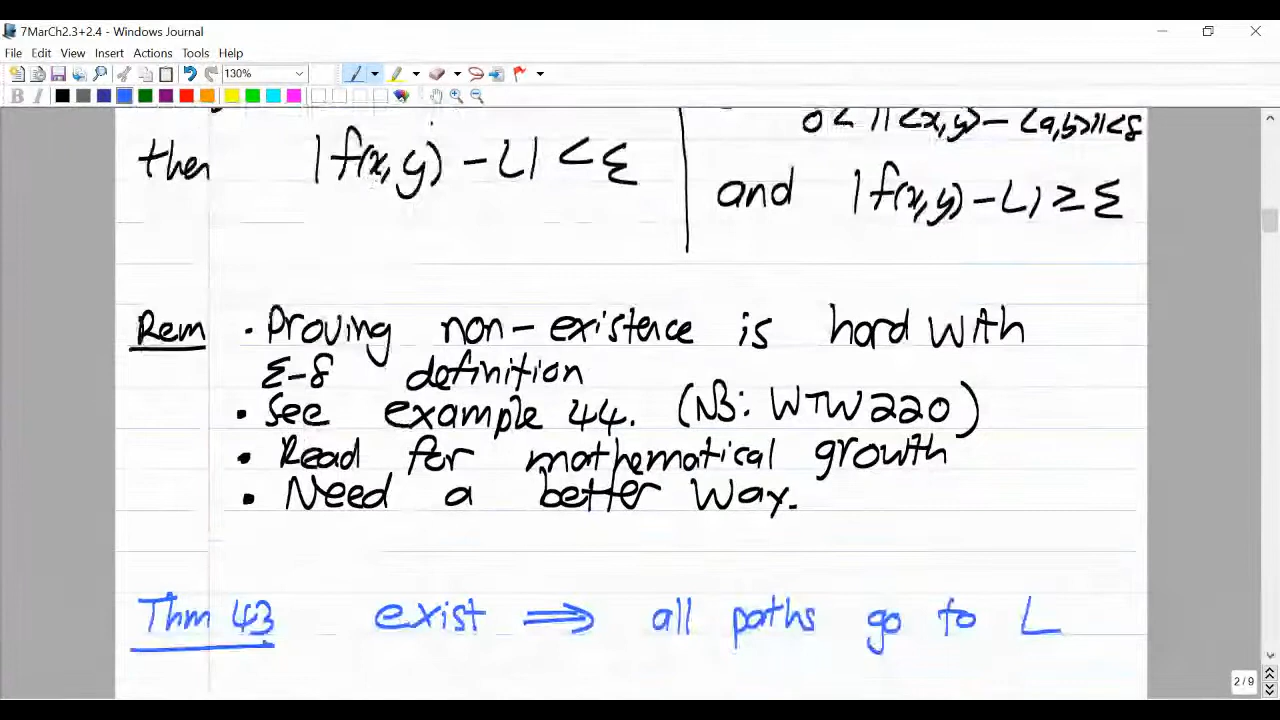 7MarCh2.3+2.4 - Windows Journal
File Edit View Insert Actions Tools Help
130%
B I
0 < ||<x,y> - <a,b>|| < δ
then |f(x,y) - L| < ε
and |f(x,y) - L| ≥ ε
Rem • Proving non-existence is hard with
ε-δ definition
• See example 44. (NB: WTW220)
• Read for mathematical growth
• Need a better way.
Thm 43 exist ⟹ all paths go to L
2 / 9